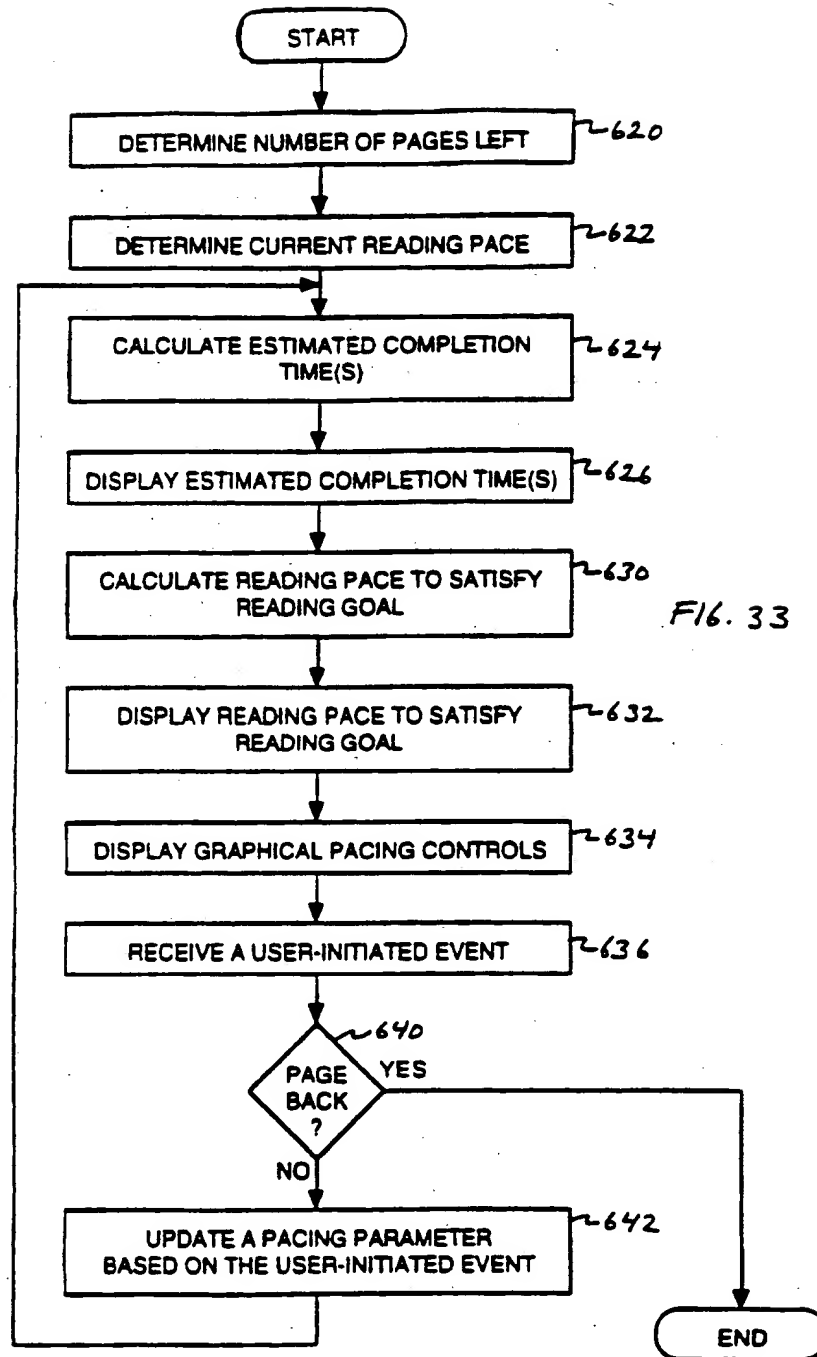 START
DETERMINE NUMBER OF PAGES LEFT
620
DETERMINE CURRENT READING PACE
622
CALCULATE ESTIMATED COMPLETION
TIME(S)
624
DISPLAY ESTIMATED COMPLETION TIME(S)
626
CALCULATE READING PACE TO SATISFY
READING GOAL
630
FIG. 33
DISPLAY READING PACE TO SATISFY
READING GOAL
632
DISPLAY GRAPHICAL PACING CONTROLS
634
RECEIVE A USER-INITIATED EVENT
636
640
PAGE
BACK
?
YES
NO
UPDATE A PACING PARAMETER
BASED ON THE USER-INITIATED EVENT
642
END